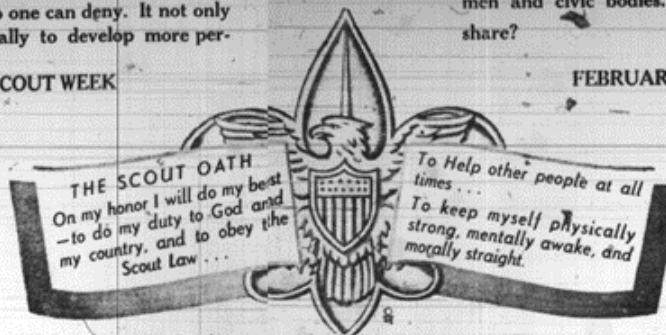 o one can deny. It not only
ally to develop more per-
COUT WEEK
men and civic bodies.
share?
FEBRUAR
THE SCOUT OATH
On my honor I will do my best
—to do my duty to God and
my country, and to obey the
Scout Law . . .
To Help other people at all
times . . .
To keep myself physically
strong, mentally awake, and
morally straight.